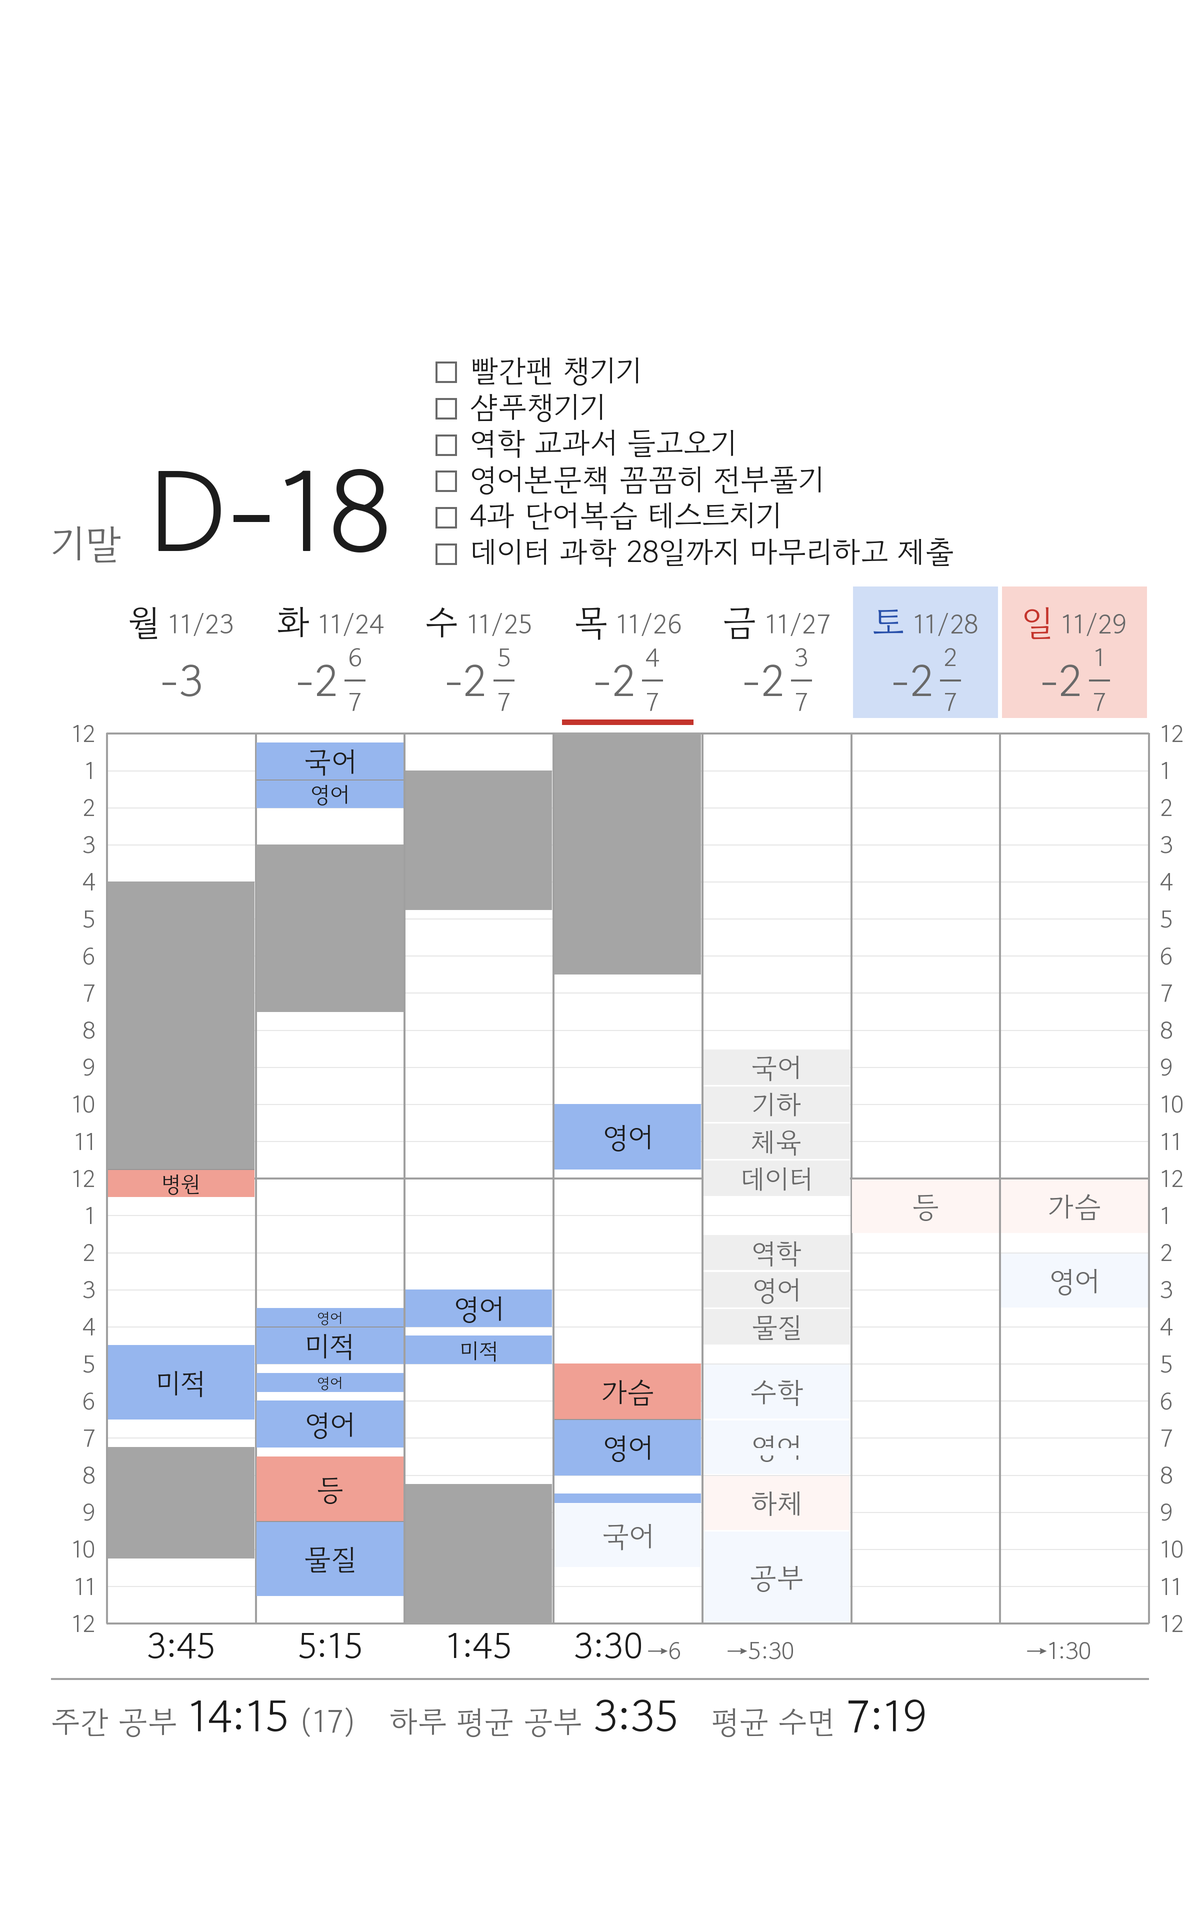 빨간팬 챙기기
샴푸챙기기
역학 교과서 들고오기
영어본문책 꼼꼼히 전부풀기
4과 단어복습 테스트치기
데이터 과학 28일까지 마무리하고 제출
기말 D-18
월 11/23 화 11/24 수 11/25 목 11/26 금 11/27 토 11/28 일 11/29
-3 -2 6/7 -2 5/7 -2 4/7 -2 3/7 -2 2/7 -2 1/7
12 12
국어
1 1
영어
2 2
3 3
4 4
5 5
6 6
7 7
8 8
9 국어 9
10 기하 10
11 영어 체육 11
12 병원 데이터 12
1 등 가슴 1
2 역학 2
3 영어 영어 영어 3
영어
4 미적 미적 물질 4
5 미적 영어 가슴 수학 5
6 6
7 영어 영어 영어 7
8 8
9 등 하체 9
10 물질 국어 10
11 공부 11
12 12
3:45 5:15 1:45 3:30→6 →5:30 →1:30
주간 공부 14:15 (17) 하루 평균 공부 3:35 평균 수면 7:19